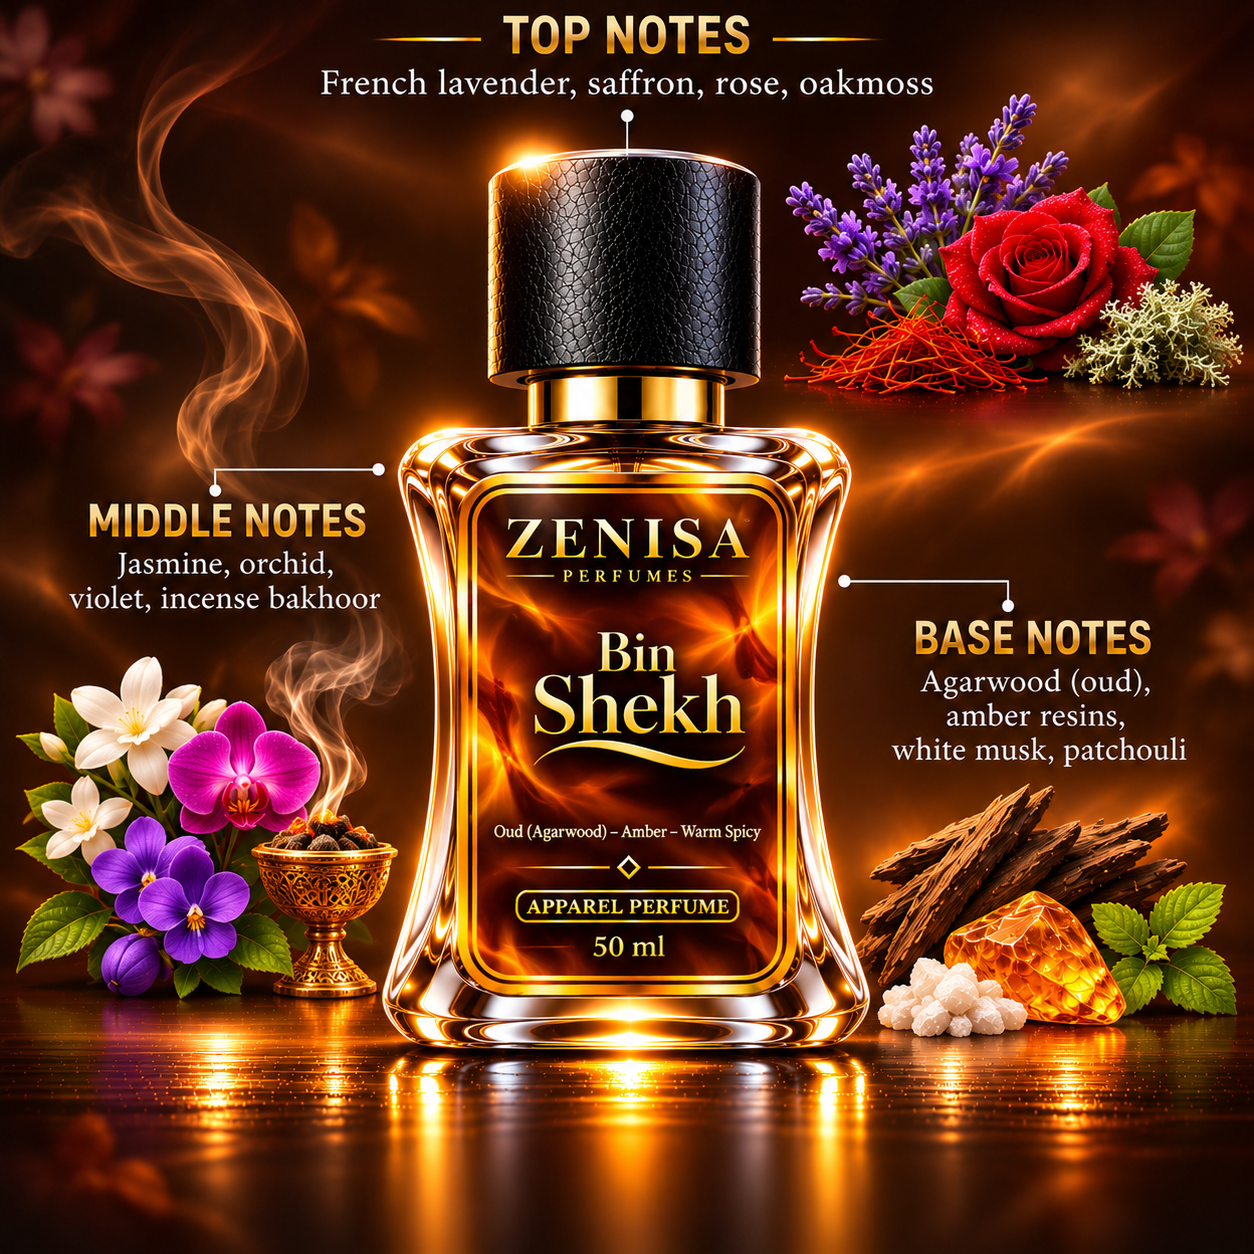 TOP NOTES
French lavender, saffron, rose, oakmoss
MIDDLE NOTES
Jasmine, orchid,
violet, incense bakhoor
ZENISA
PERFUMES
Bin
Shekh
Oud (Agarwood) – Amber – Warm Spicy
APPAREL PERFUME
50 ml
BASE NOTES
Agarwood (oud),
amber resins,
white musk, patchouli